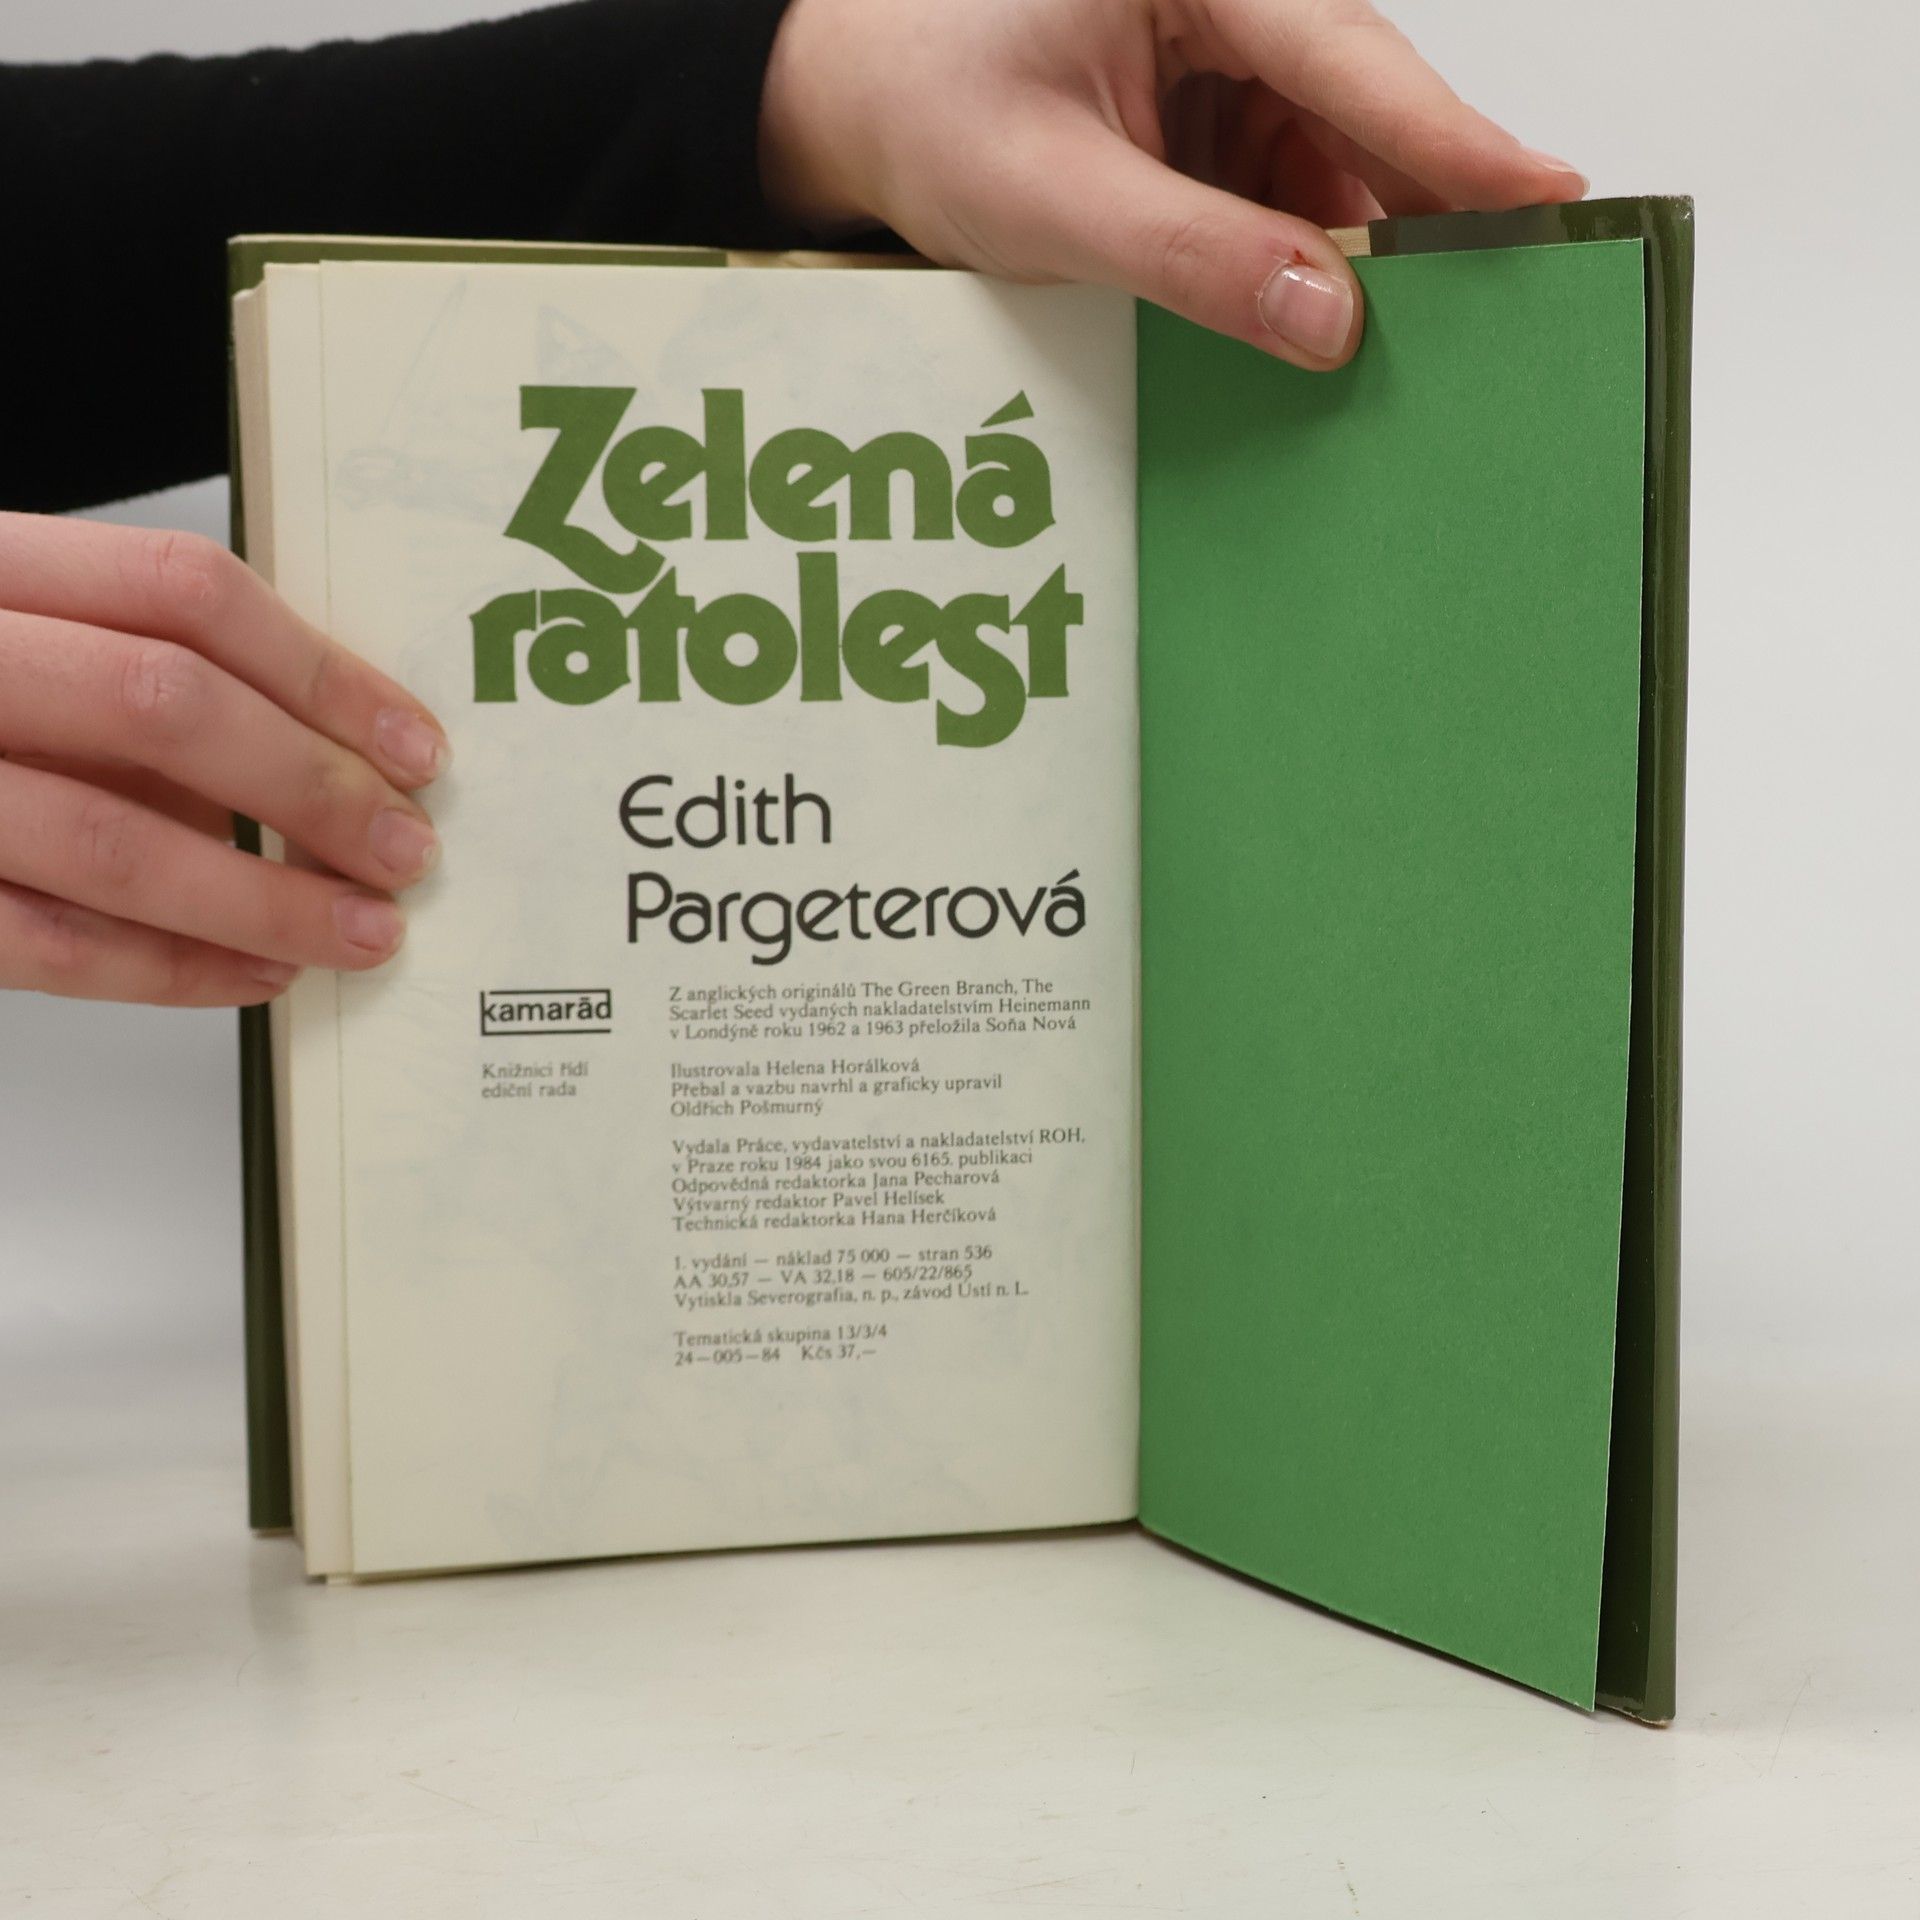 Zelená
ratolest
Edith
Pargeterová
kamarād
Knižnici řídí
ediční rada
Z anglických originálů The Green Branch, The
Scarlet Seed vydaných nakladatelstvím Heinemann
v Londýně roku 1962 a 1963 přeložila Soňa Nová
Ilustrovala Helena Horálková
Přebal a vazbu navrhl a graficky upravil
Oldřich Pošmurný
Vydala Práce, vydavatelství a nakladatelství ROH,
v Praze roku 1984 jako svou 6165. publikaci
Odpovědná redaktorka Jana Pecharová
Výtvarný redaktor Pavel Helísek
Technická redaktorka Hana Herčíková
1. vydání — náklad 75 000 — stran 536
AA 30,57 — VA 32,18 — 605/22/865
Vytiskla Severografia, n. p., závod Ústí n. L.
Tematická skupina 13/3/4
24—005—84 Kčs 37,—